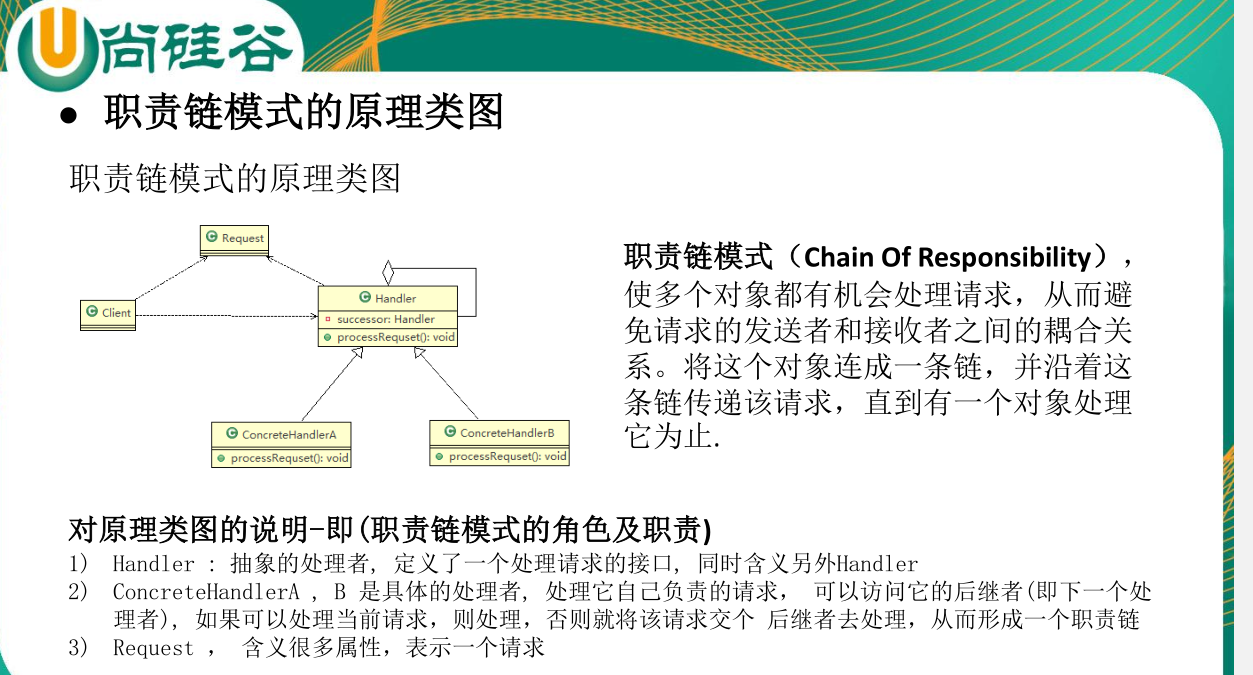 尚硅谷
● 职责链模式的原理类图
职责链模式的原理类图
Request
Client
Handler
successor: Handler
processRequset(): void
ConcreteHandlerA
processRequset(): void
ConcreteHandlerB
processRequset(): void
职责链模式（Chain Of Responsibility）,
使多个对象都有机会处理请求，从而避
免请求的发送者和接收者之间的耦合关
系。将这个对象连成一条链，并沿着这
条链传递该请求，直到有一个对象处理
它为止.
对原理类图的说明-即(职责链模式的角色及职责)
1) Handler : 抽象的处理者, 定义了一个处理请求的接口, 同时含义另外Handler
2) ConcreteHandlerA , B 是具体的处理者, 处理它自己负责的请求， 可以访问它的后继者(即下一个处
理者), 如果可以处理当前请求，则处理，否则就将该请求交个 后继者去处理，从而形成一个职责链
3) Request ， 含义很多属性，表示一个请求